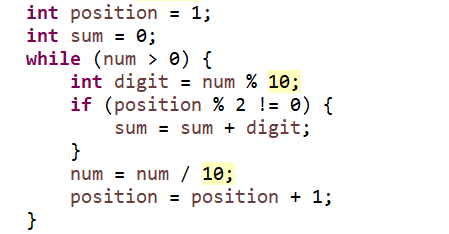 int position = 1;
int sum = 0;
while (num > 0) {
    int digit = num % 10;
    if (position % 2 != 0) {
        sum = sum + digit;
    }
    num = num / 10;
    position = position + 1;
}